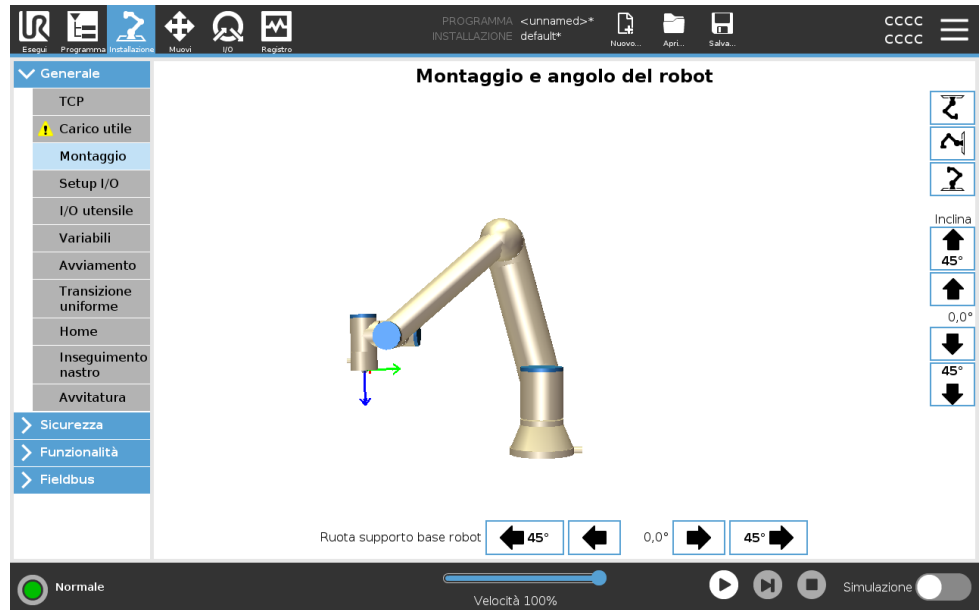 PROGRAMMA <unnamed>*
INSTALLAZIONE default*
Esegui Programma Installazione Muovi I/O Registro Nuovo... Apri... Salva...
CCCC
CCCC
Generale
TCP
Carico utile
Montaggio
Setup I/O
I/O utensile
Variabili
Avviamento
Transizione
uniforme
Home
Inseguimento
nastro
Avvitatura
Sicurezza
Funzionalità
Fieldbus
Montaggio e angolo del robot
Inclina
45°
0,0°
45°
Ruota supporto base robot 45° 0,0° 45°
Normale
Velocità 100%
Simulazione